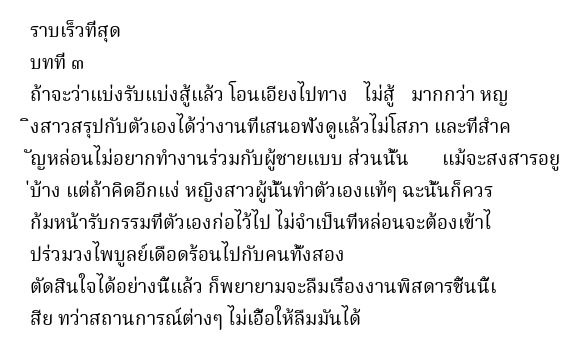 ราบเร็วที่สุด
บทที่ ๓
ถ้าจะว่าแบ่งรับแบ่งสู้แล้ว โอนเอียงไปทาง ไม่สู้ มากกว่า หญ
ิงสาวสรุปกับตัวเองได้ว่างานที่เสนอฟังดูแล้วไม่โสภา และที่สำค
ัญหล่อนไม่อยากทำงานร่วมกับผู้ชายแบบ ส่วนนั้น แม้จะสงสารอยู
่บ้าง แต่ถ้าคิดอีกแง่ หญิงสาวผู้นั้นทำตัวเองแท้ๆ ฉะนั้นก็ควร
ก้มหน้ารับกรรมที่ตัวเองก่อไว้ไป ไม่จำเป็นที่หล่อนจะต้องเข้าไ
ปร่วมวงไพบูลย์เดือดร้อนไปกับคนทั้งสอง
ตัดสินใจได้อย่างนี้แล้ว ก็พยายามจะลืมเรื่องงานพิสดารชิ้นนี้เ
สีย ทว่าสถานการณ์ต่างๆ ไม่เอื้อให้ลืมมันได้